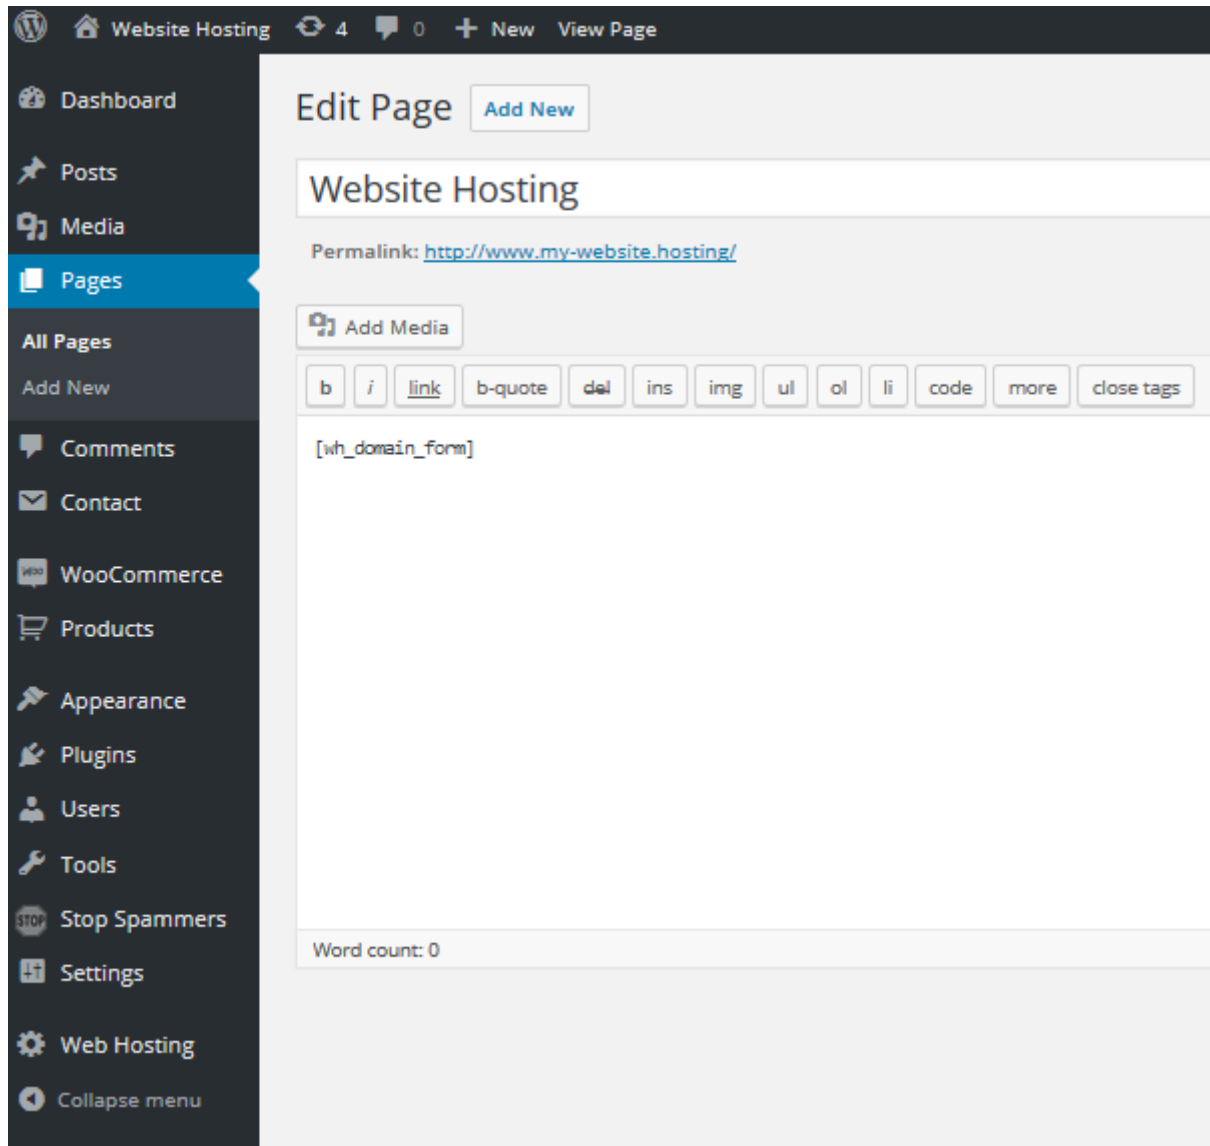 Website Hosting 4 0 New View Page
Dashboard
Posts
Media
Pages
All Pages
Add New
Comments
Contact
WooCommerce
Products
Appearance
Plugins
Users
Tools
STOP Stop Spammers
Settings
Web Hosting
Collapse menu
Edit Page Add New
Website Hosting
Permalink: http://www.my-website.hosting/
Add Media
b i link b-quote del ins img ul ol li code more close tags
[wh_domain_form]
Word count: 0